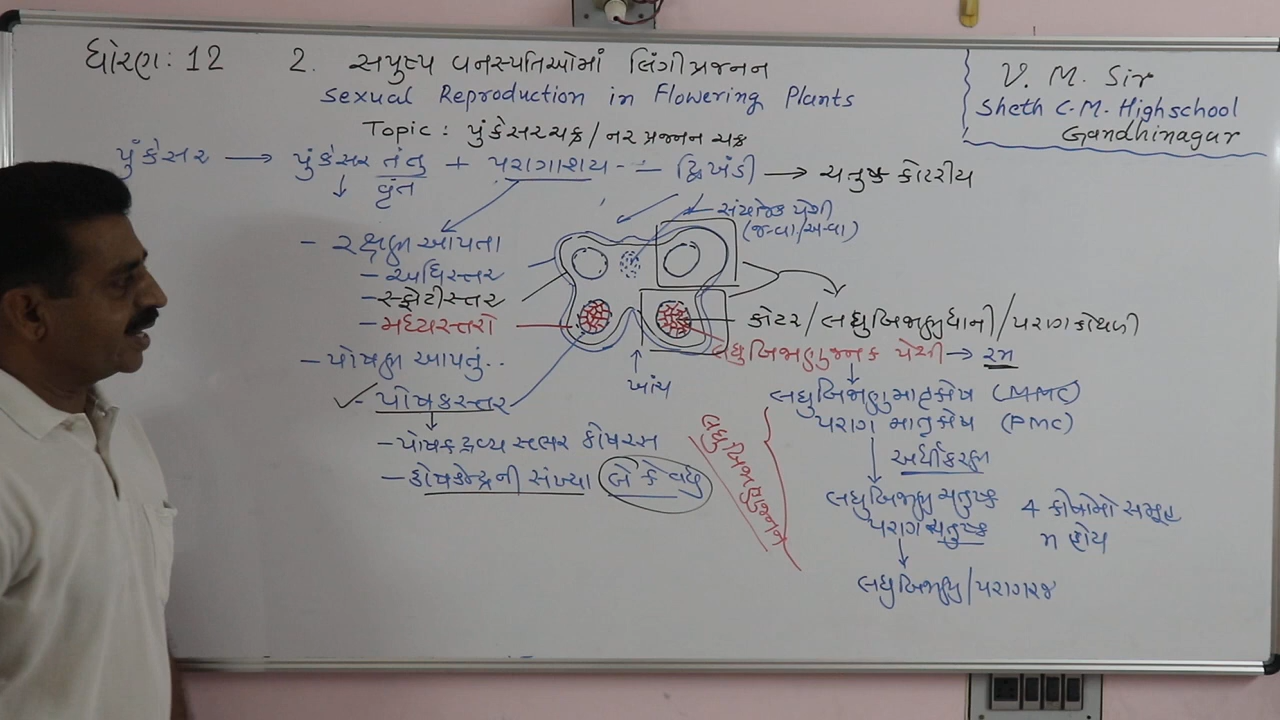 ધોરણ: 12
2. સપુષ્પ વનસ્પતિઓમાં લિંગીપ્રજનન
Sexual Reproduction in Flowering Plants
V. M. Sir
Sheth C.M. Highschool
Gandhinagar
Topic: પુંકેસરચક્ર/નર પ્રજનન ચક્ર
પુંકેસર → પુંકેસર તંતુ + પરાગાશય -- દ્વિખંડી → ચતુષ્ક કોટરીય
વૃંત
સંયોજક પેશી
(જ-વા/અ-વા)
- રક્ષણ આપતા
- અધિસ્તર
- સ્ફોટીસ્તર
- મધ્યસ્તરો
- પોષણ આપતું..
✓ - પોષકસ્તર
- પોષકદ્રવ્ય સભર કોષરસ
- કોષકેન્દ્રની સંખ્યા બે કે વધુ
ખાંચ
કોટર/લઘુબિજાણુધાની/પરાગ કોથળી
લઘુબિજાણુજનક પેશી → ૨n
લઘુબિજાણુમાતૃકોષ (MMC)
પરાગ માતૃકોષ (PMC)
અર્ધીકરણ
લઘુબિજાણુજનન
લઘુબિજાણુ ચતુષ્ક
પરાગ ચતુષ્ક
4 કોષોનો સમૂહ
n હોય
લઘુબિજાણુ/પરાગરજ